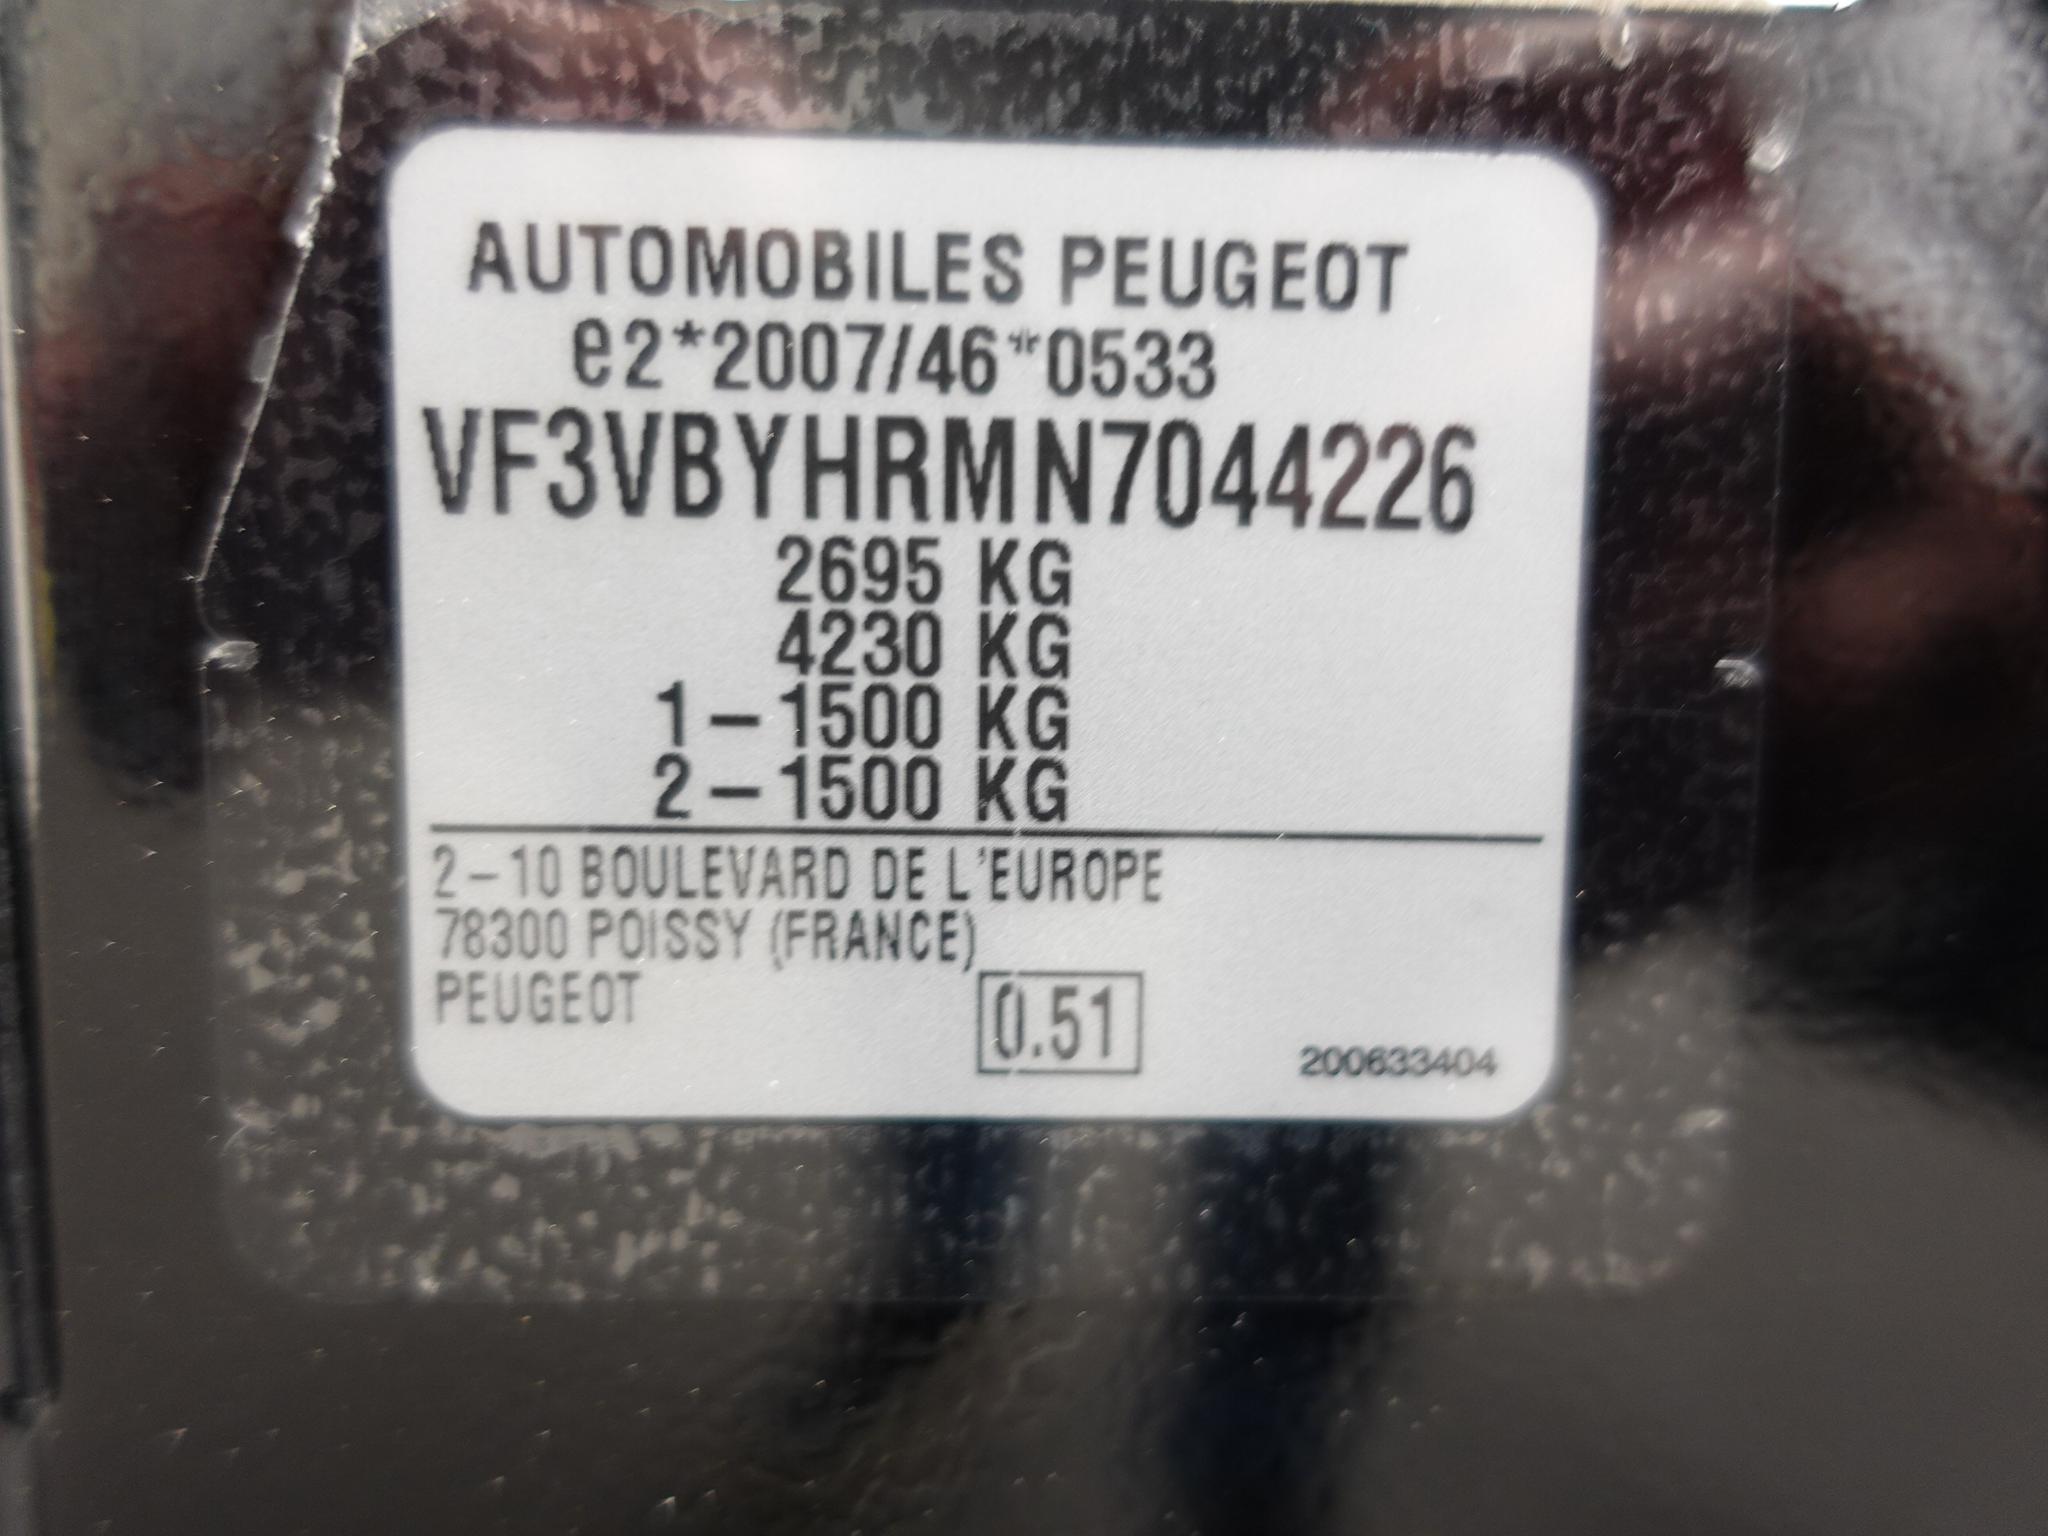 AUTOMOBILES PEUGEOT
e2*2007/46*0533
VF3VBYHRMN7044226
2695 KG
4230 KG
1-1500 KG
2-1500 KG
2-10 BOULEVARD DE L'EUROPE
78300 POISSY (FRANCE)
PEUGEOT
0.51
200633404